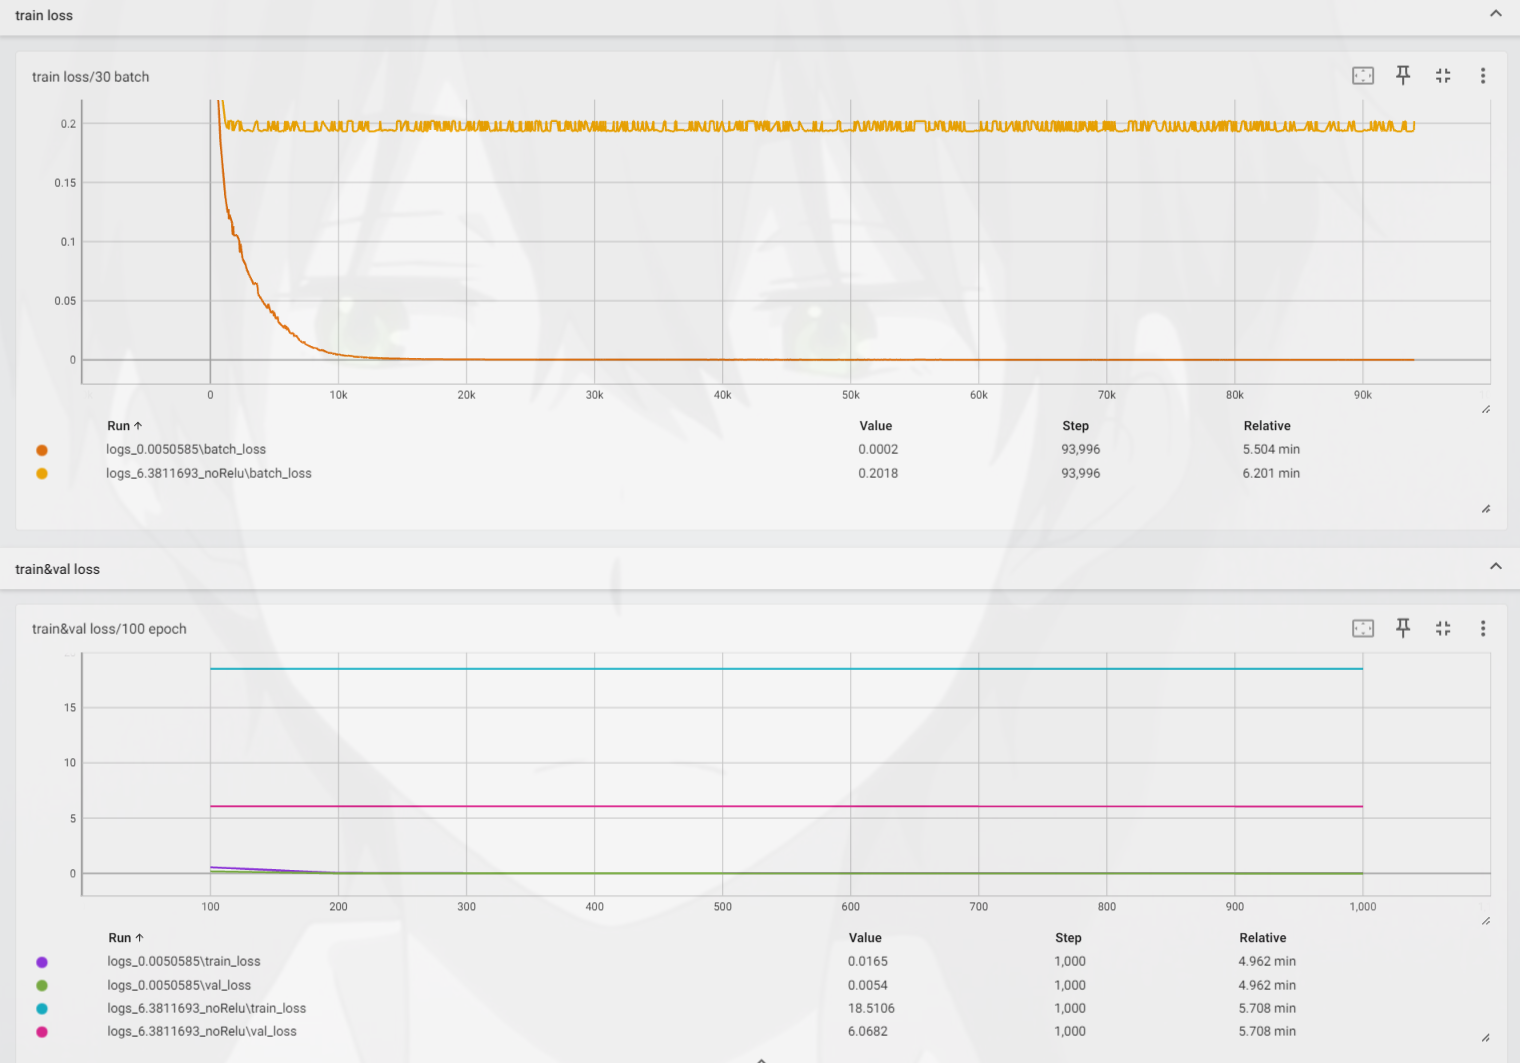 train loss
train loss/30 batch
0.2
0.15
0.1
0.05
0
0 10k 20k 30k 40k 50k 60k 70k 80k 90k
Run ↑ Value Step Relative
logs_0.0050585\batch_loss 0.0002 93,996 5.504 min
logs_6.3811693_noRelu\batch_loss 0.2018 93,996 6.201 min
train&val loss
train&val loss/100 epoch
15
10
5
0
100 200 300 400 500 600 700 800 900 1,000
Run ↑ Value Step Relative
logs_0.0050585\train_loss 0.0165 1,000 4.962 min
logs_0.0050585\val_loss 0.0054 1,000 4.962 min
logs_6.3811693_noRelu\train_loss 18.5106 1,000 5.708 min
logs_6.3811693_noRelu\val_loss 6.0682 1,000 5.708 min